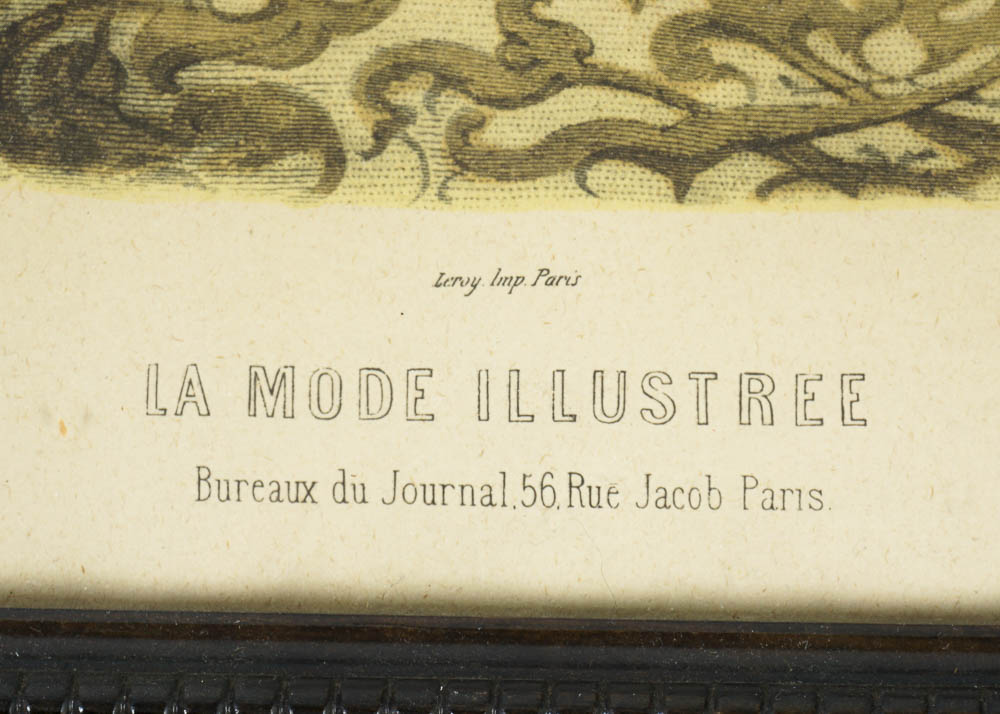 Leroy. Imp. Paris
LA MODE ILLUSTREE
Bureaux du Journal, 56, Rue Jacob Paris.